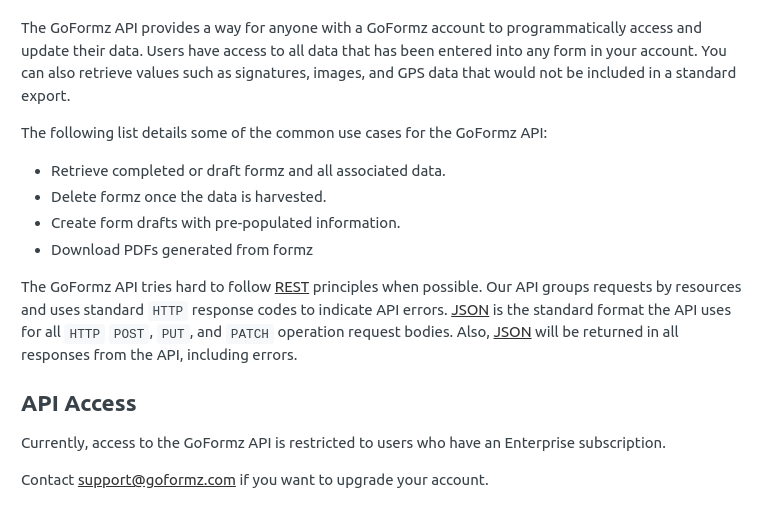 The GoFormz API provides a way for anyone with a GoFormz account to programmatically access and
update their data. Users have access to all data that has been entered into any form in your account. You
can also retrieve values such as signatures, images, and GPS data that would not be included in a standard
export.
The following list details some of the common use cases for the GoFormz API:
• Retrieve completed or draft formz and all associated data.
• Delete formz once the data is harvested.
• Create form drafts with pre-populated information.
• Download PDFs generated from formz
The GoFormz API tries hard to follow REST principles when possible. Our API groups requests by resources
and uses standard HTTP response codes to indicate API errors. JSON is the standard format the API uses
for all HTTP POST, PUT, and PATCH operation request bodies. Also, JSON will be returned in all
responses from the API, including errors.
API Access
Currently, access to the GoFormz API is restricted to users who have an Enterprise subscription.
Contact support@goformz.com if you want to upgrade your account.